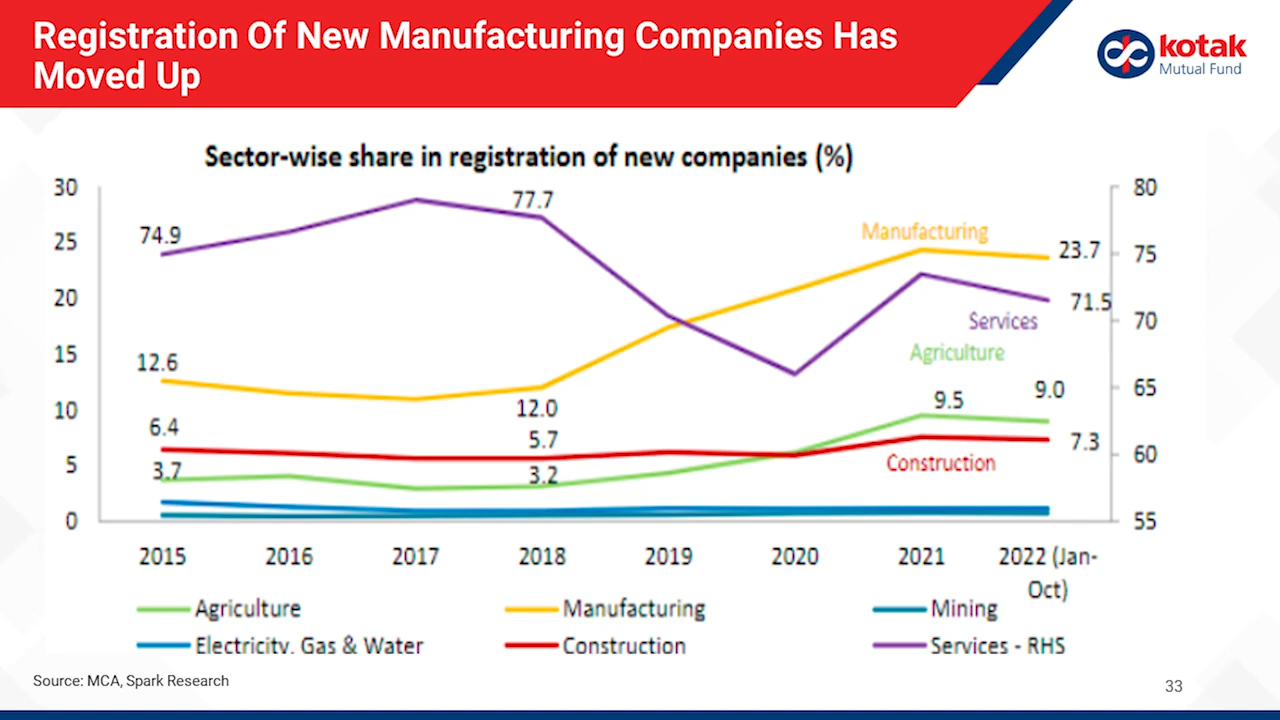 Registration Of New Manufacturing Companies Has
Moved Up
kotak
Mutual Fund
Sector-wise share in registration of new companies (%)
30
25
20
15
10
5
0
80
75
70
65
60
55
74.9
77.7
Manufacturing
23.7
71.5
Services
Agriculture
12.6
12.0
9.5
9.0
6.4
5.7
7.3
Construction
3.7
3.2
2015 2016 2017 2018 2019 2020 2021 2022 (Jan-
Oct)
Agriculture Manufacturing Mining
Electricity, Gas & Water Construction Services - RHS
Source: MCA, Spark Research
33